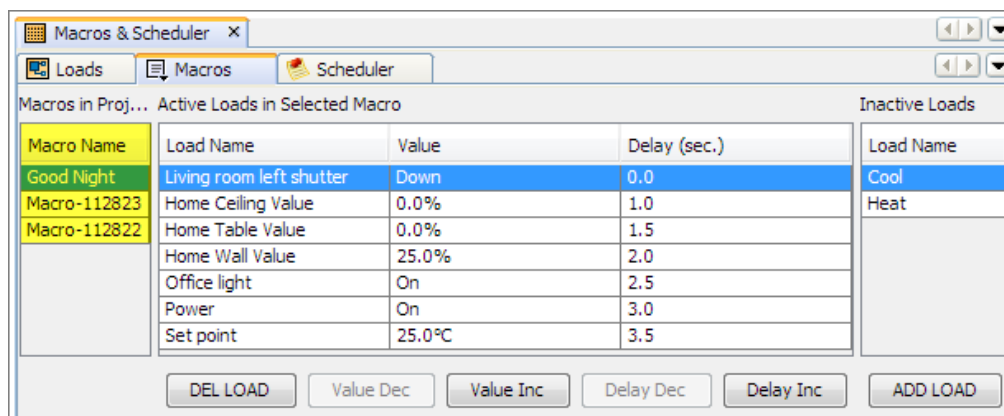 Macros & Scheduler ×
Loads Macros Scheduler
Macros in Proj... Active Loads in Selected Macro Inactive Loads
Macro Name Load Name Value Delay (sec.) Load Name
Good Night Living room left shutter Down 0.0 Cool
Macro-112823 Home Ceiling Value 0.0% 1.0 Heat
Macro-112822 Home Table Value 0.0% 1.5
Home Wall Value 25.0% 2.0
Office light On 2.5
Power On 3.0
Set point 25.0ºC 3.5
DEL LOAD Value Dec Value Inc Delay Dec Delay Inc ADD LOAD